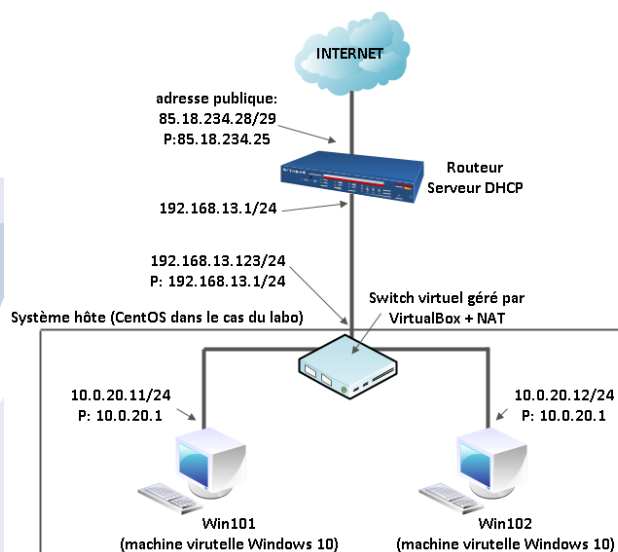 INTERNET
adresse publique:
85.18.234.28/29
P:85.18.234.25
Routeur
Serveur DHCP
192.168.13.1/24
192.168.13.123/24
P: 192.168.13.1/24
Switch virtuel géré par
VirtualBox + NAT
Système hôte (CentOS dans le cas du labo)
10.0.20.11/24
P: 10.0.20.1
10.0.20.12/24
P: 10.0.20.1
Win101
(machine virutelle Windows 10)
Win102
(machine virutelle Windows 10)